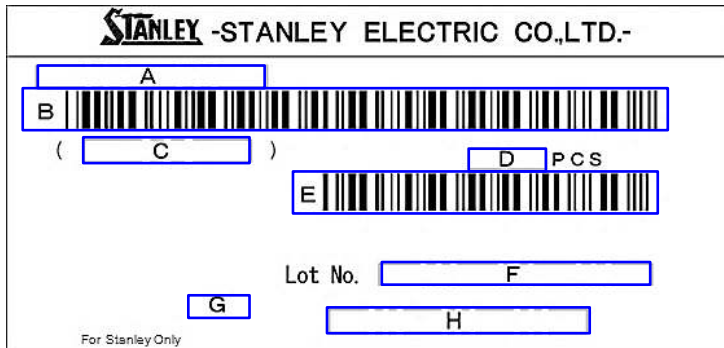 STANLEY -STANLEY ELECTRIC CO.,LTD.-
A
B
( C )
D PCS
E
Lot No. F
G
H
For Stanley Only